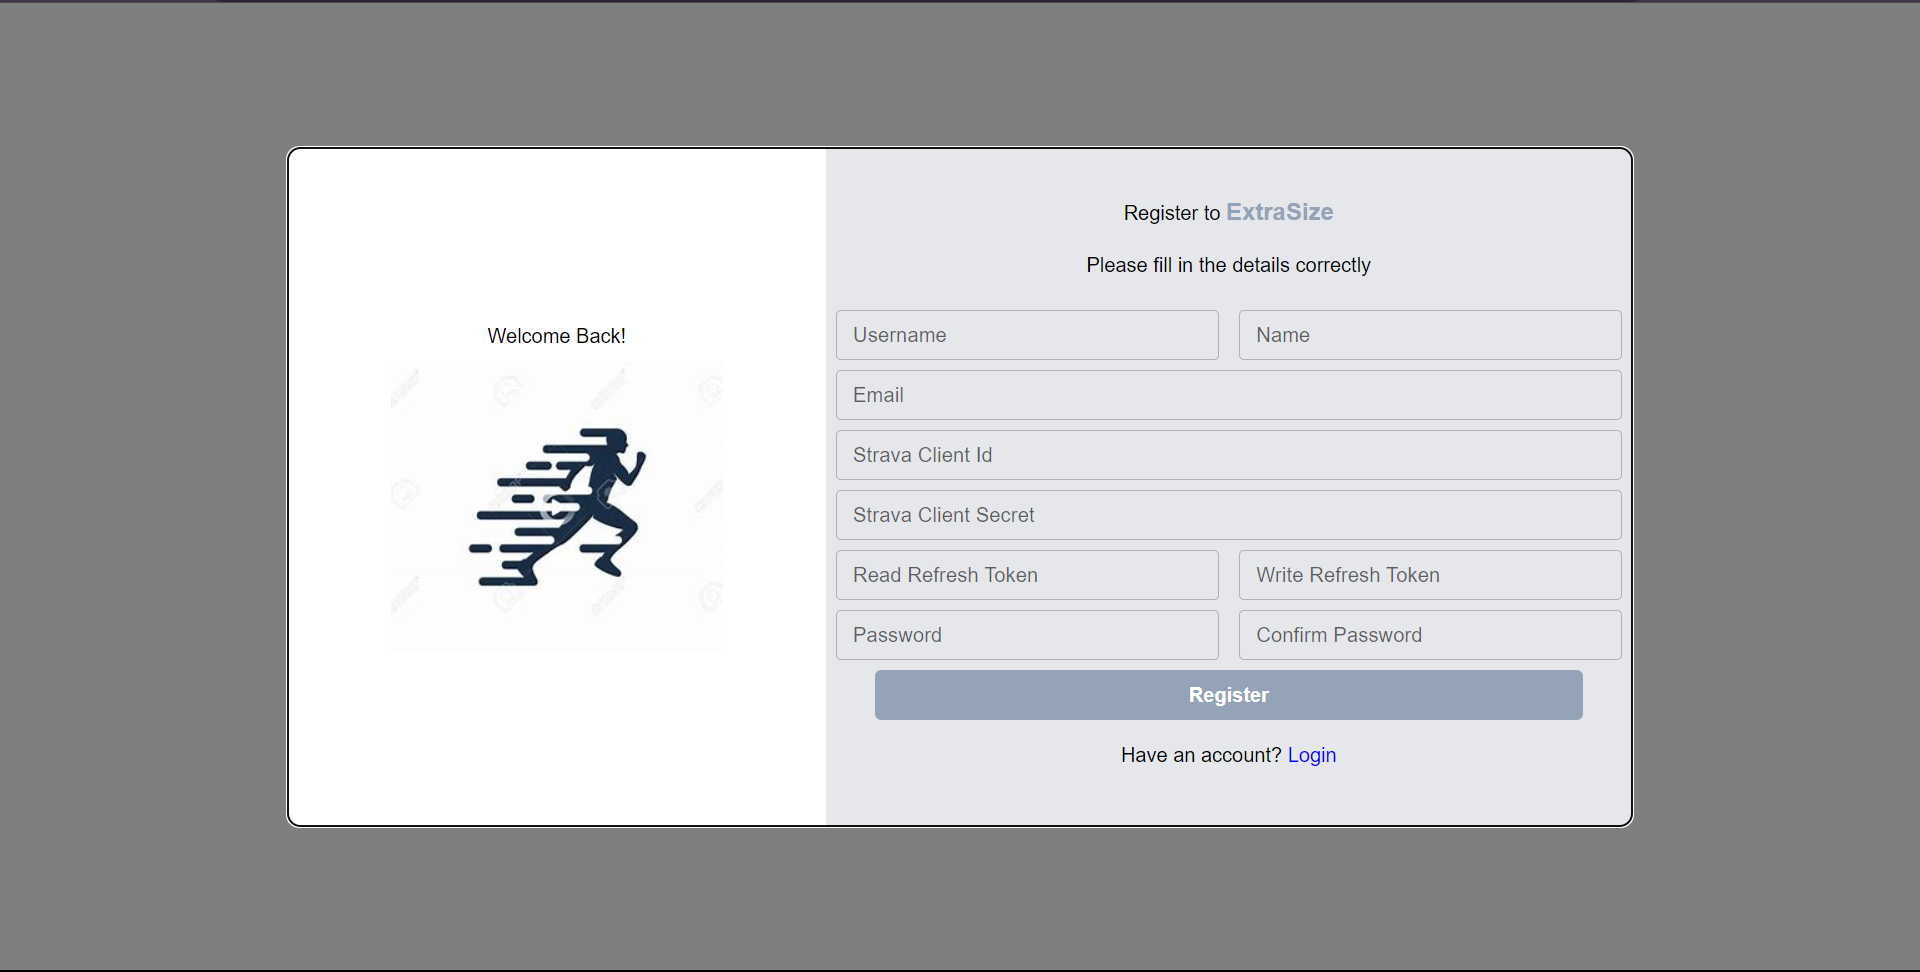 Welcome Back!
Register to ExtraSize
Please fill in the details correctly
Username
Name
Email
Strava Client Id
Strava Client Secret
Read Refresh Token
Write Refresh Token
Password
Confirm Password
Register
Have an account? Login